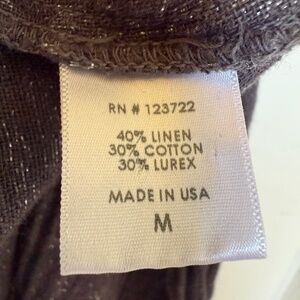 RN # 123722
40% LINEN
30% COTTON
30% LUREX
MADE IN USA
M